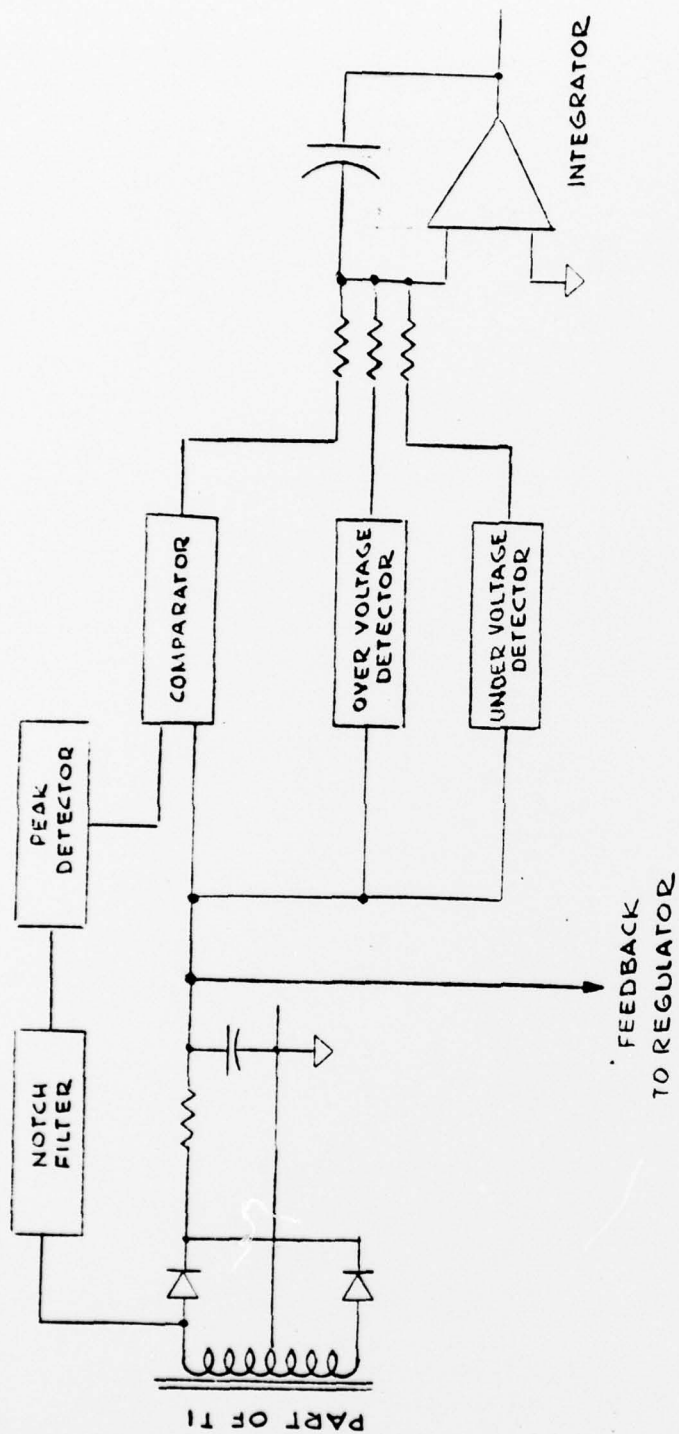 PART OF T1
NOTCH
FILTER
PEAK
DETECTOR
COMPARATOR
OVER VOLTAGE
DETECTOR
UNDER VOLTAGE
DETECTOR
FEEDBACK
TO REGULATOR
INTEGRATOR